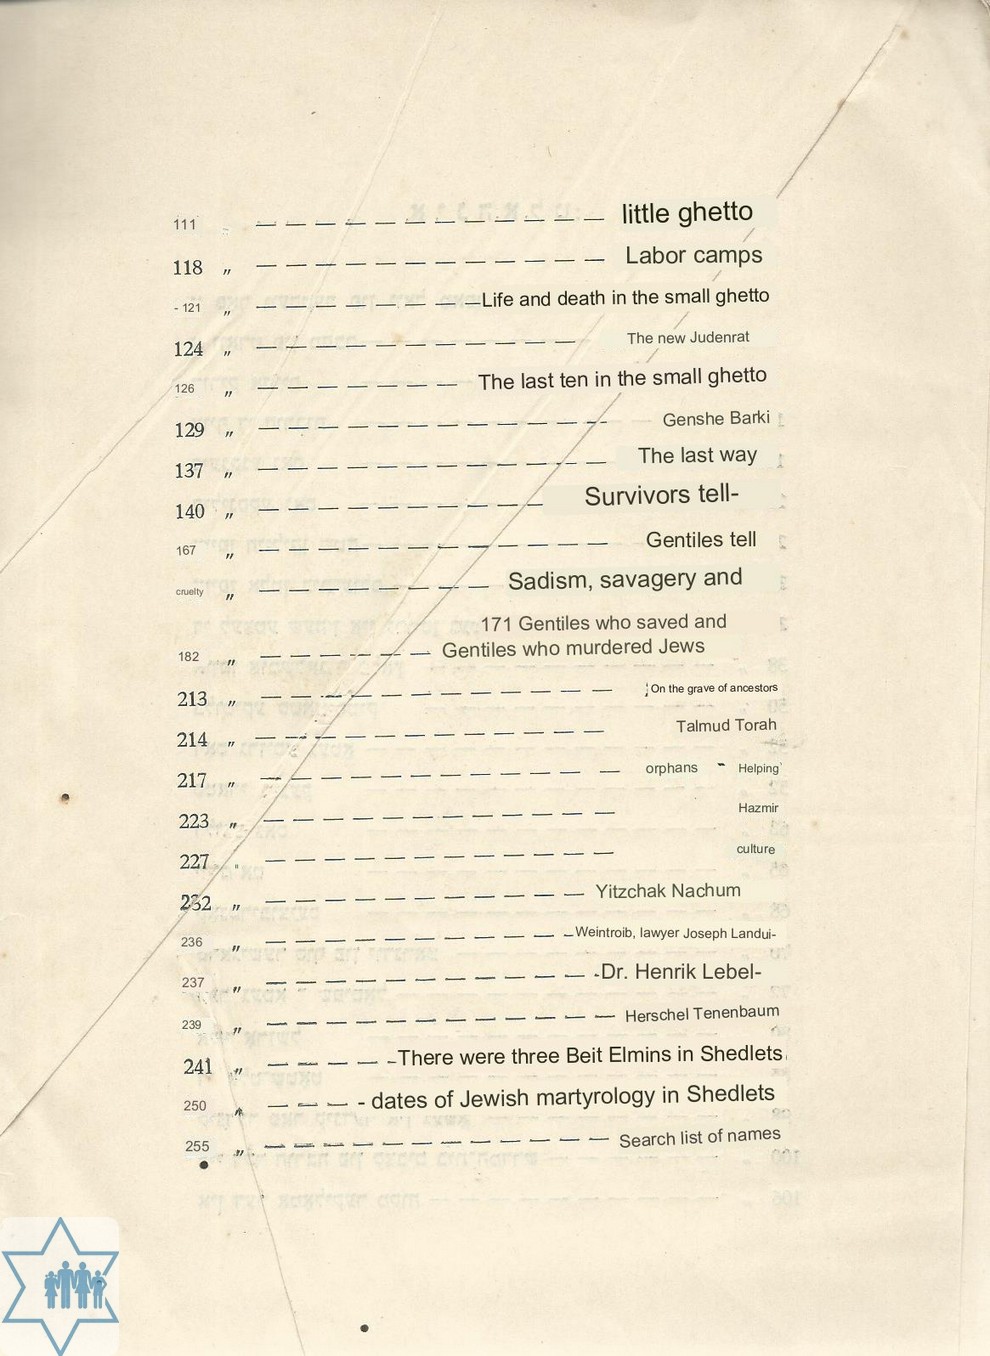 111 „ — — — — — — — — — little ghetto
118 „ — — — — — — — — — Labor camps
- 121 „ — — — — — — Life and death in the small ghetto
124 „ — — — — — — — — — The new Judenrat
126 „ — — — — — — The last ten in the small ghetto
129 „ — — — — — — — — — Genshe Barki
137 „ — — — — — — — — — The last way
140 „ — — — — — — — — Survivors tell-
167 „ — — — — — — — — — Gentiles tell
cruelty „ — — — — — — Sadism, savagery and
171 Gentiles who saved and
182 „ — — — — — Gentiles who murdered Jews
213 „ — — — — — — — — — On the grave of ancestors
214 „ — — — — — — — — — Talmud Torah
217 „ — — — — — — — — — orphans - Helping
223 „ — — — — — — — — — Hazmir
227 " — — — — — — — — — culture
232 „ — — — — — — — — Yitzchak Nachum
236 „ — — — — — — — — Weintroib, lawyer Joseph Landui-
237 „ — — — — — — — — -Dr. Henrik Lebel-
239 „ — — — — — — — — — Herschel Tenenbaum
241 „ — — — -There were three Beit Elmins in Shedlets
250 „ — — — - dates of Jewish martyrology in Shedlets
255 „ — — — — — — — — — Search list of names